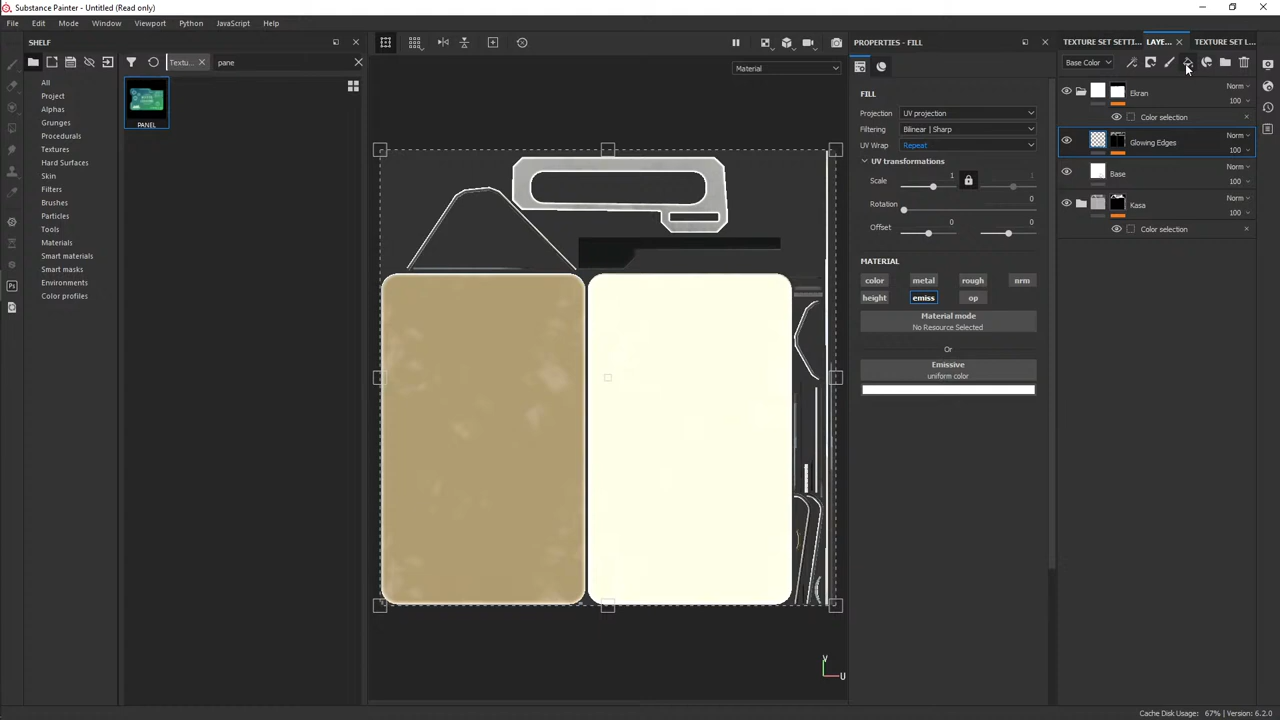 Substance Painter - Untitled (Read only)
File Edit Mode Window Viewport Python JavaScript Help
SHELF
Textu...
pane
All
Project
Alphas
Grunges
Procedurals
Textures
Hard Surfaces
Skin
Filters
Brushes
Particles
Tools
Materials
Smart materials
Smart masks
Environments
Color profiles
PANEL
Material
V
U
PROPERTIES - FILL
FILL
Projection UV projection
Filtering Bilinear | Sharp
UV Wrap Repeat
UV transformations
Scale 1 1
Rotation 0
Offset 0 0
MATERIAL
color metal rough nrm
height emiss op
Material mode
No Resource Selected
Or
Emissive
uniform color
TEXTURE SET SETTI... LAYE... TEXTURE SET L...
Base Color
Ekran Norm 100
Color selection
Glowing Edges Norm 100
Base Norm 100
Kasa Norm 100
Color selection
Ps
Cache Disk Usage: 67% | Version: 6.2.0